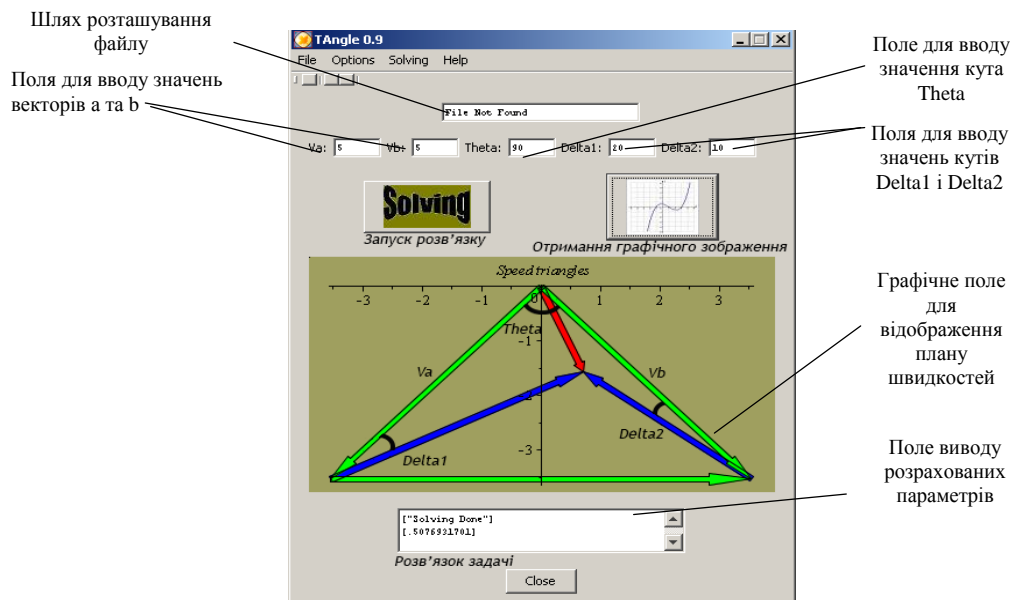 Шлях розташування
файлу
Поля для вводу значень
векторів a та b
TAngle 0.9
File Options Solving Help
File Not Found
Va: 5 Vb: 5 Theta: 90 Delta1: 20 Delta2: 10
Solving
Запуск розв’язку
Отримання графічного зображення
Поле для вводу
значення кута
Theta
Поля для вводу
значень кутів
Delta1 і Delta2
Speed triangles
-3 -2 -1 0 1 2 3
Theta
-1
Va
Vb
-2
Delta2
Delta1
-3
Графічне поле
для
відображення
плану
швидкостей
Поле виводу
розрахованих
параметрів
["Solving Done"]
[.5076931701]
Розв’язок задачі
Close